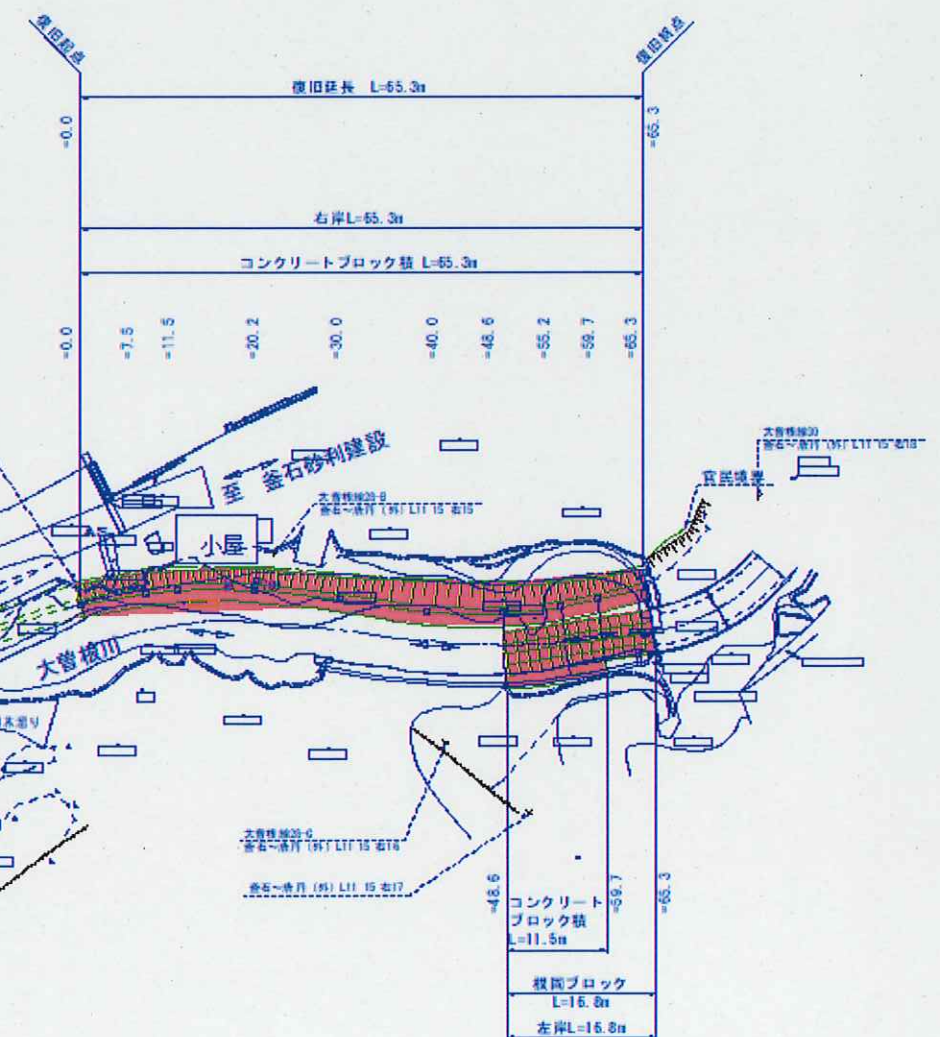 復旧起点
復旧終点
復旧延長 L=65.3m
=0.0
=65.3
右岸L=65.3m
コンクリートブロック積 L=65.3m
=0.0
=7.5
=11.5
=20.2
=30.0
=40.0
=48.6
=55.2
=59.7
=65.3
至 釜石砂利建設
官民境界
小屋
大曽根川
=48.6
=59.7
=65.3
コンクリート
ブロック積
L=11.5m
根固ブロック
L=16.8m
左岸L=16.8m